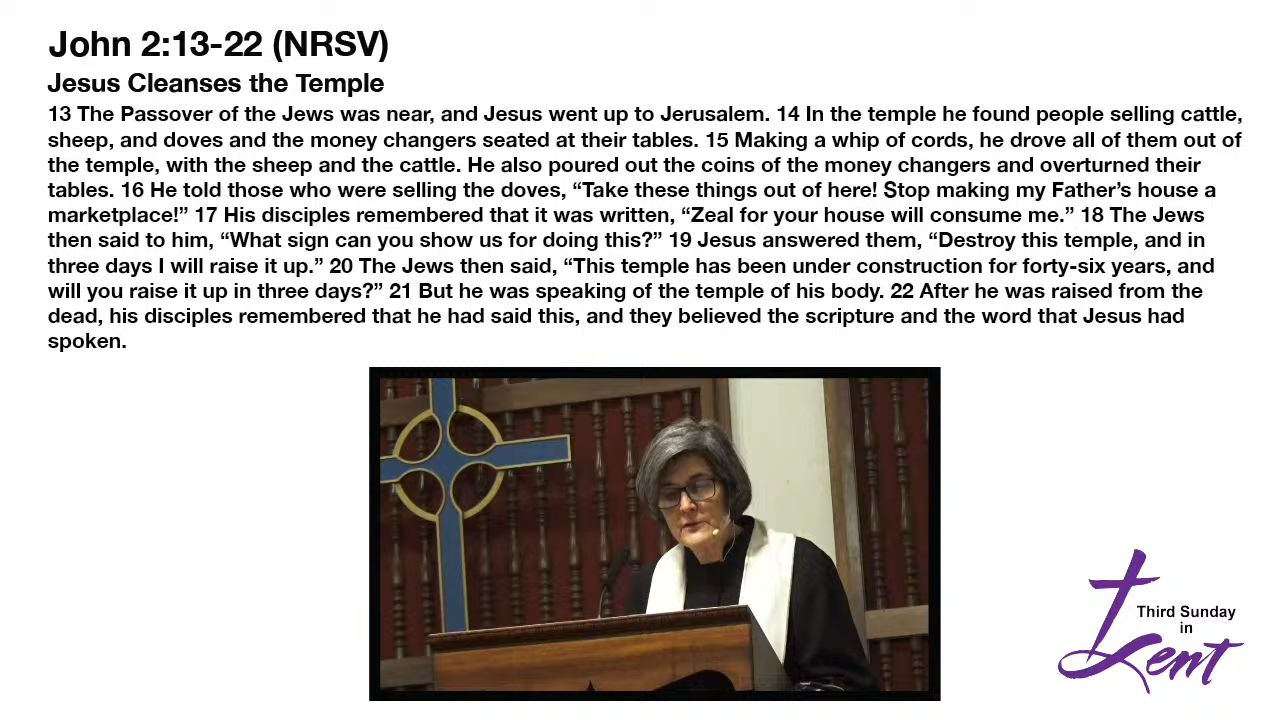 John 2:13-22 (NRSV)
Jesus Cleanses the Temple
13 The Passover of the Jews was near, and Jesus went up to Jerusalem. 14 In the temple he found people selling cattle,
sheep, and doves and the money changers seated at their tables. 15 Making a whip of cords, he drove all of them out of
the temple, with the sheep and the cattle. He also poured out the coins of the money changers and overturned their
tables. 16 He told those who were selling the doves, “Take these things out of here! Stop making my Father’s house a
marketplace!” 17 His disciples remembered that it was written, “Zeal for your house will consume me.” 18 The Jews
then said to him, “What sign can you show us for doing this?” 19 Jesus answered them, “Destroy this temple, and in
three days I will raise it up.” 20 The Jews then said, “This temple has been under construction for forty-six years, and
will you raise it up in three days?” 21 But he was speaking of the temple of his body. 22 After he was raised from the
dead, his disciples remembered that he had said this, and they believed the scripture and the word that Jesus had
spoken.
Third Sunday
in
Lent